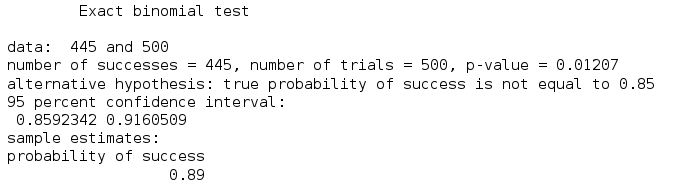 Exact binomial test
data:  445 and 500
number of successes = 445, number of trials = 500, p-value = 0.01207
alternative hypothesis: true probability of success is not equal to 0.85
95 percent confidence interval:
 0.8592342 0.9160509
sample estimates:
probability of success
0.89